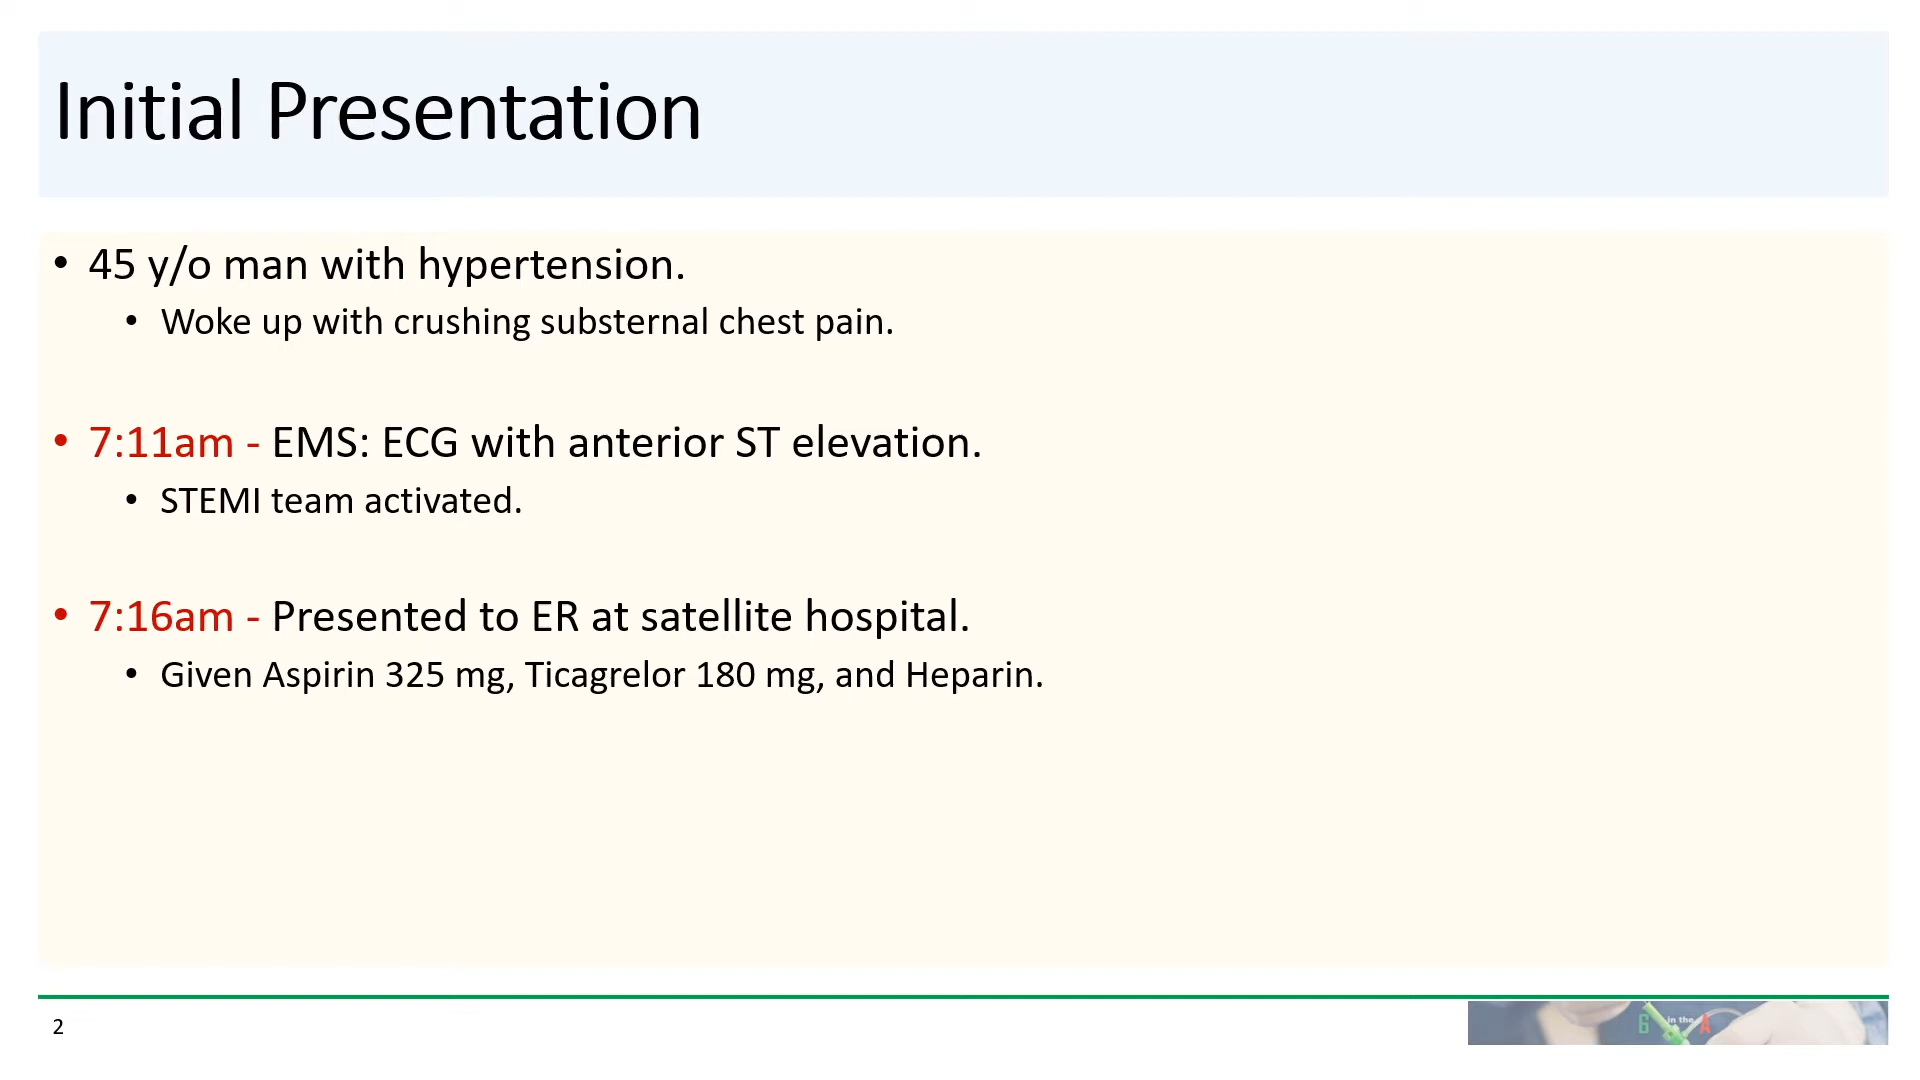 Initial Presentation
• 45 y/o man with hypertension.
• Woke up with crushing substernal chest pain.
• 7:11am - EMS: ECG with anterior ST elevation.
• STEMI team activated.
• 7:16am - Presented to ER at satellite hospital.
• Given Aspirin 325 mg, Ticagrelor 180 mg, and Heparin.
2
in the
A